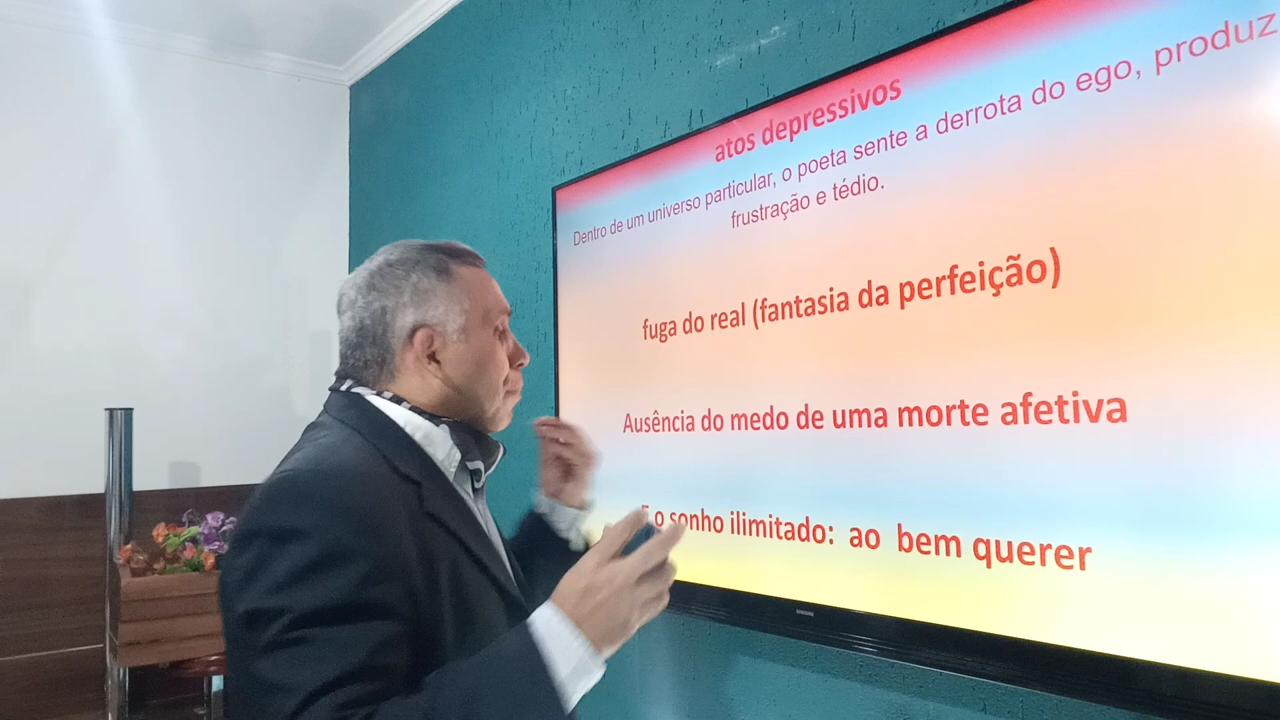 atos depressivos
Dentro de um universo particular, o poeta sente a derrota do ego, produz
frustração e tédio.
fuga do real (fantasia da perfeição)
Ausência do medo de uma morte afetiva
E o sonho ilimitado: ao bem querer
SAMSUNG